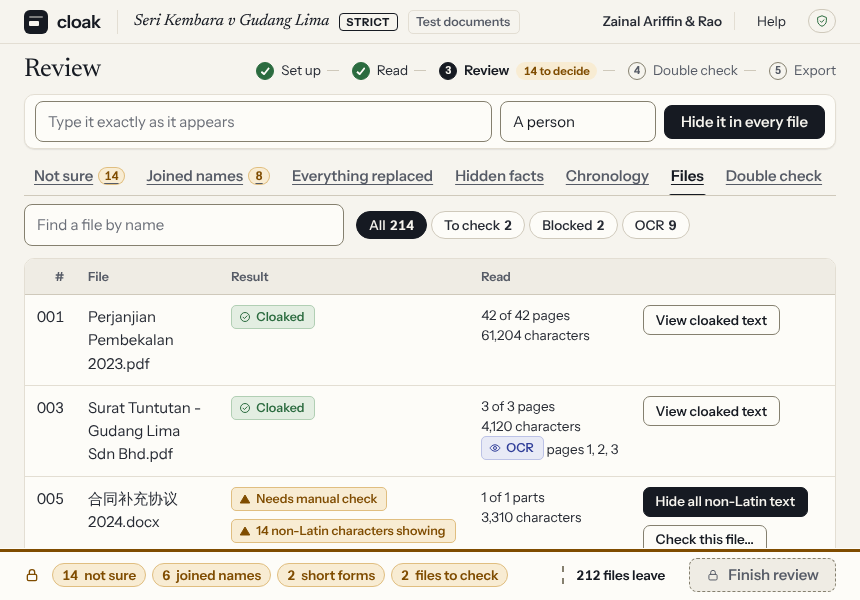 cloak Seri Kembara v Gudang Lima STRICT Test documents Zainal Ariffin & Rao Help
Review Set up Read 3 Review 14 to decide 4 Double check 5 Export
Type it exactly as it appears A person Hide it in every file
Not sure 14 Joined names 8 Everything replaced Hidden facts Chronology Files Double check
Find a file by name All 214 To check 2 Blocked 2 OCR 9
# File Result Read
001 Perjanjian Cloaked 42 of 42 pages View cloaked text
Pembekalan 61,204 characters
2023.pdf
003 Surat Tuntutan - Cloaked 3 of 3 pages View cloaked text
Gudang Lima 4,120 characters
Sdn Bhd.pdf OCR pages 1, 2, 3
005 合同补充协议 Needs manual check 1 of 1 parts Hide all non-Latin text
2024.docx 14 non-Latin characters showing 3,310 characters Check this file...
14 not sure 6 joined names 2 short forms 2 files to check 212 files leave Finish review